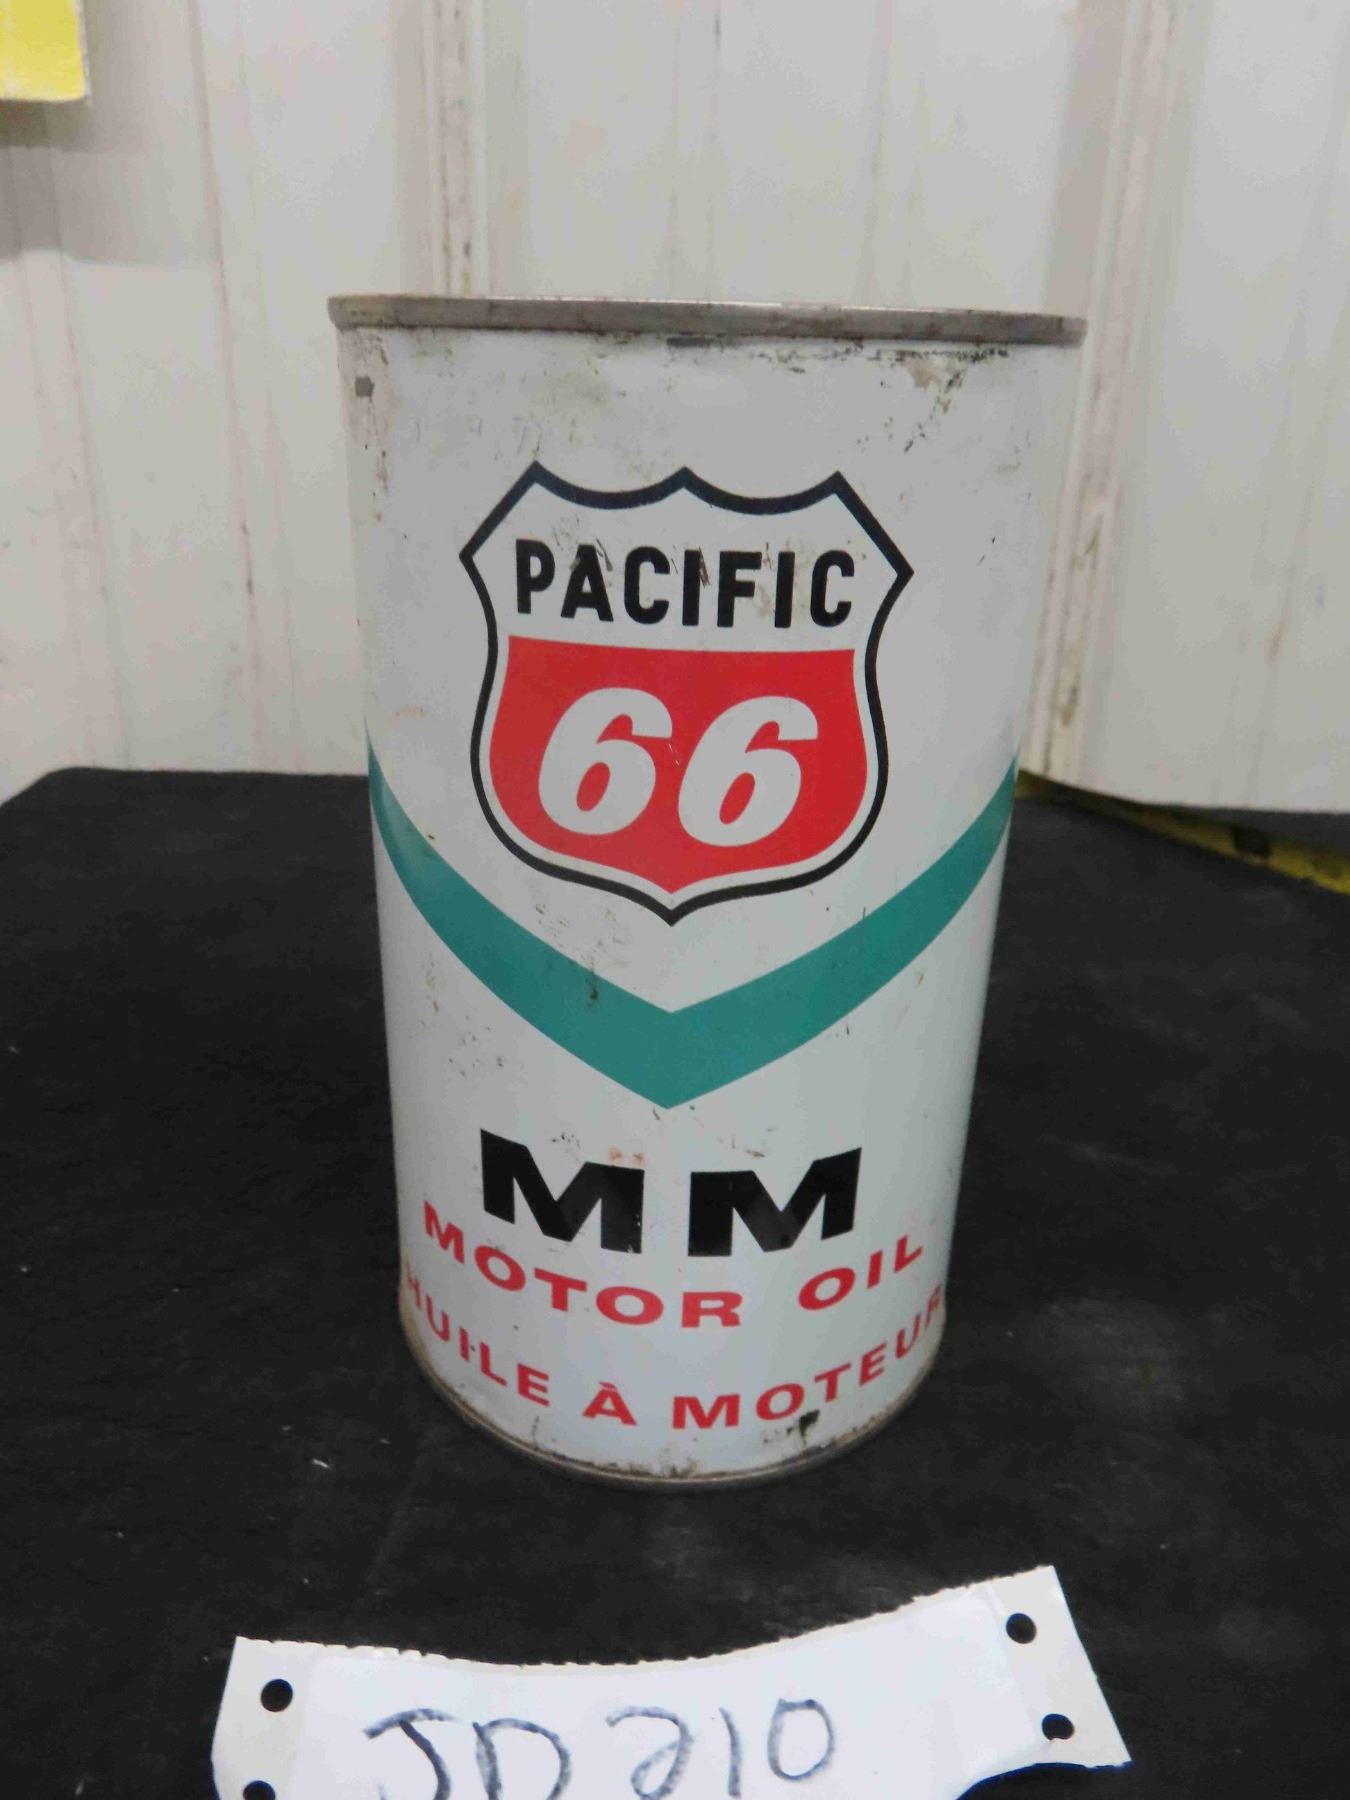 PACIFIC
66
MM
MOTOR OIL
HUILE À MOTEUR
JD210